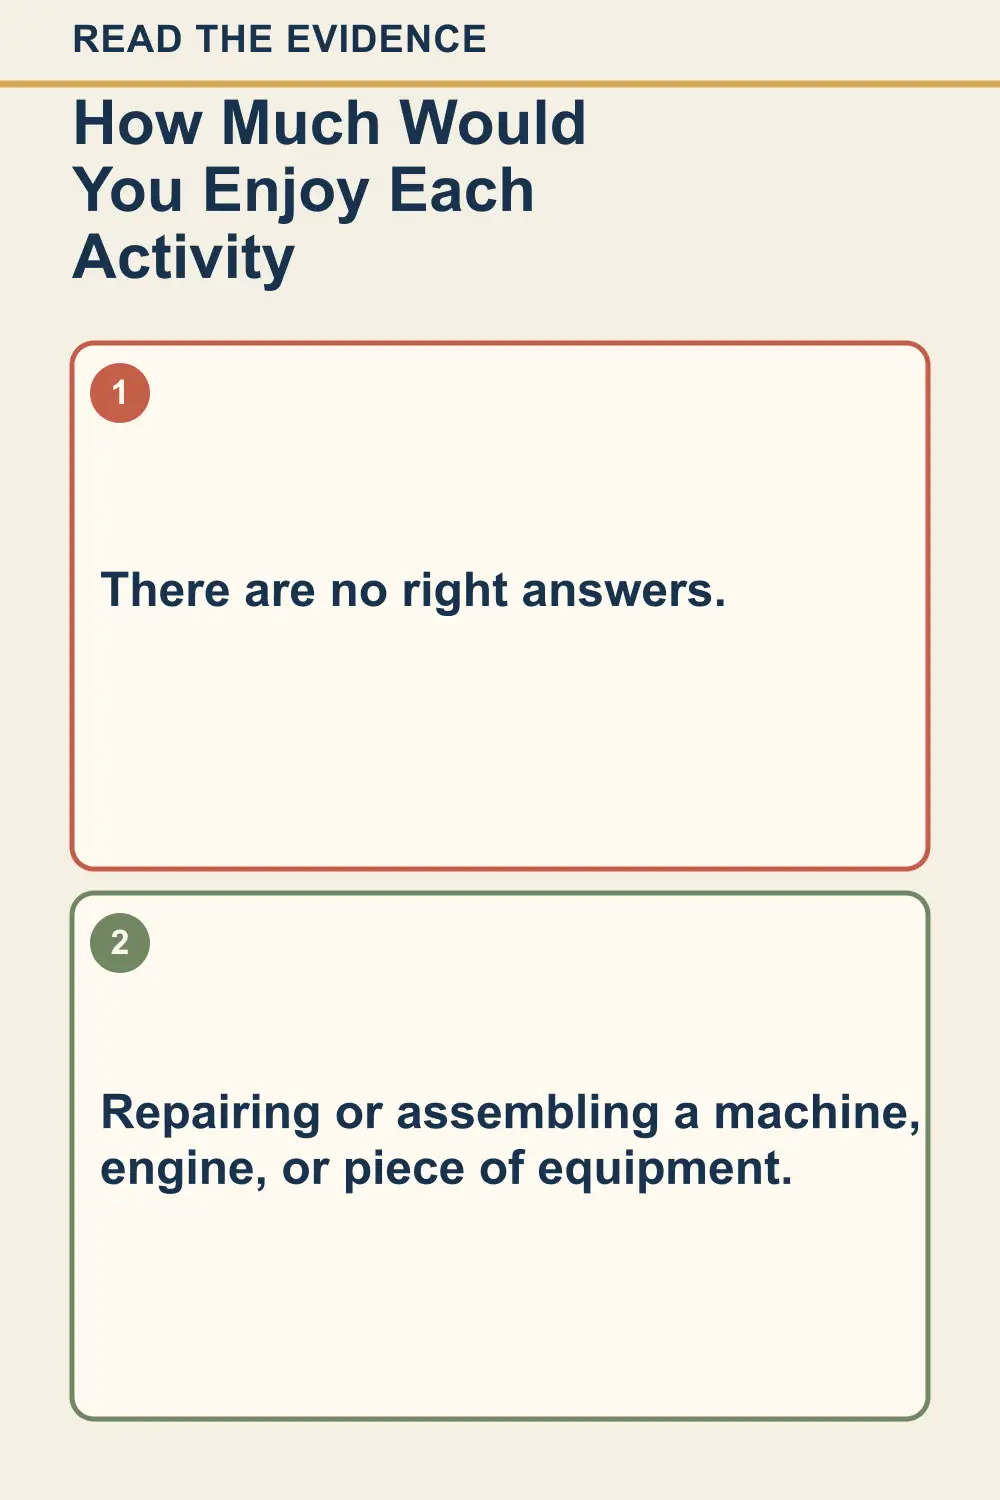 READ THE EVIDENCE
How Much Would
You Enjoy Each
Activity
1
There are no right answers.
2
Repairing or assembling a machine,
engine, or piece of equipment.